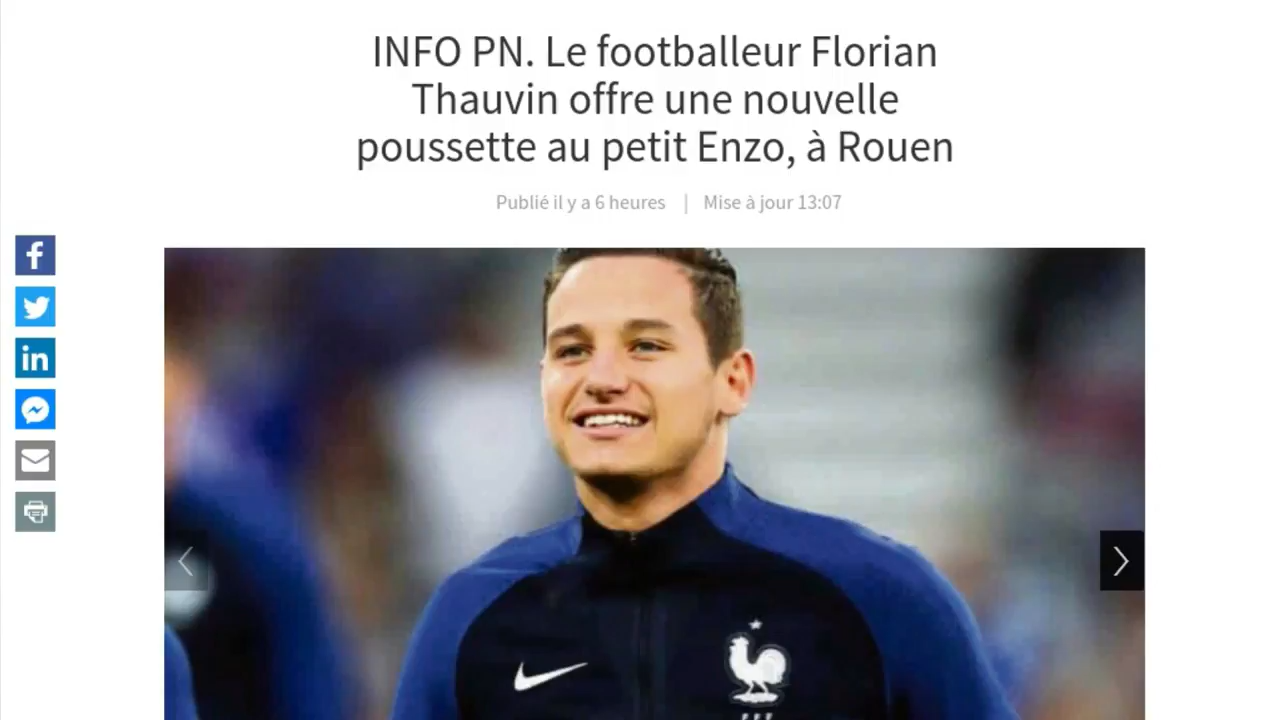 INFO PN. Le footballeur Florian
Thauvin offre une nouvelle
poussette au petit Enzo, à Rouen
Publié il y a 6 heures | Mise à jour 13:07
f
in